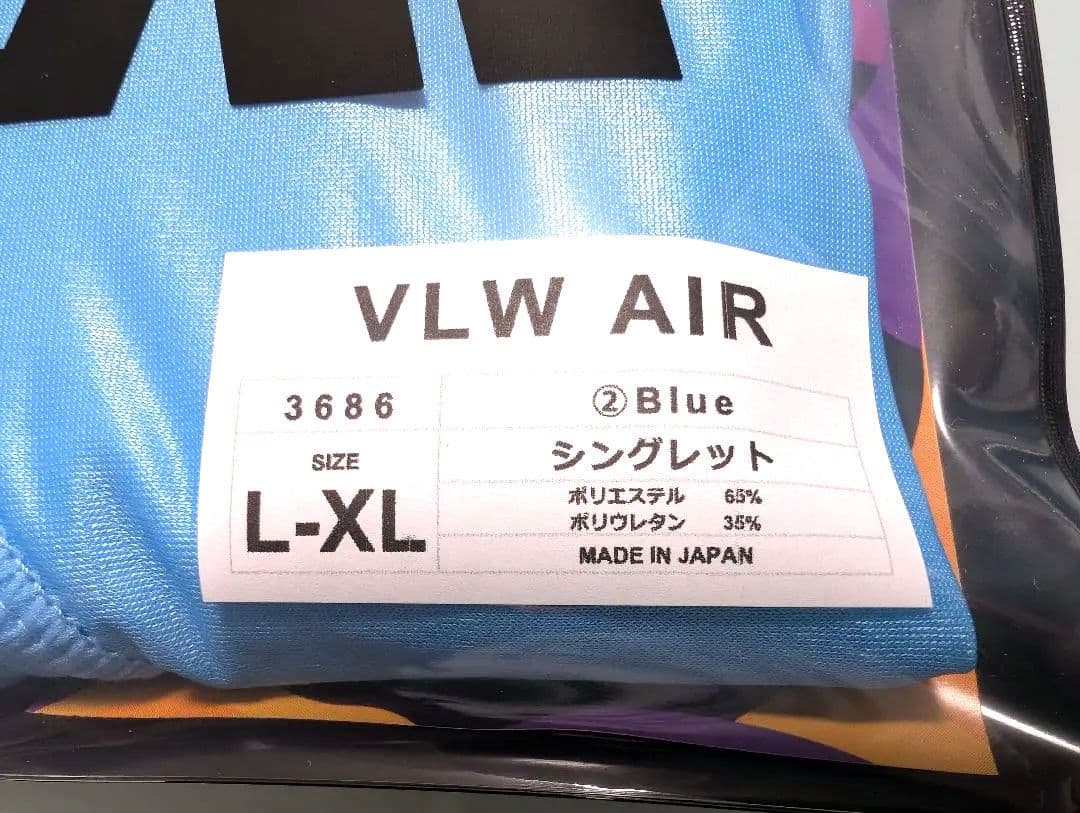 VLW AIR
3686
②Blue
SIZE
シングレット
L-XL
ポリエステル 65%
ポリウレタン 35%
MADE IN JAPAN